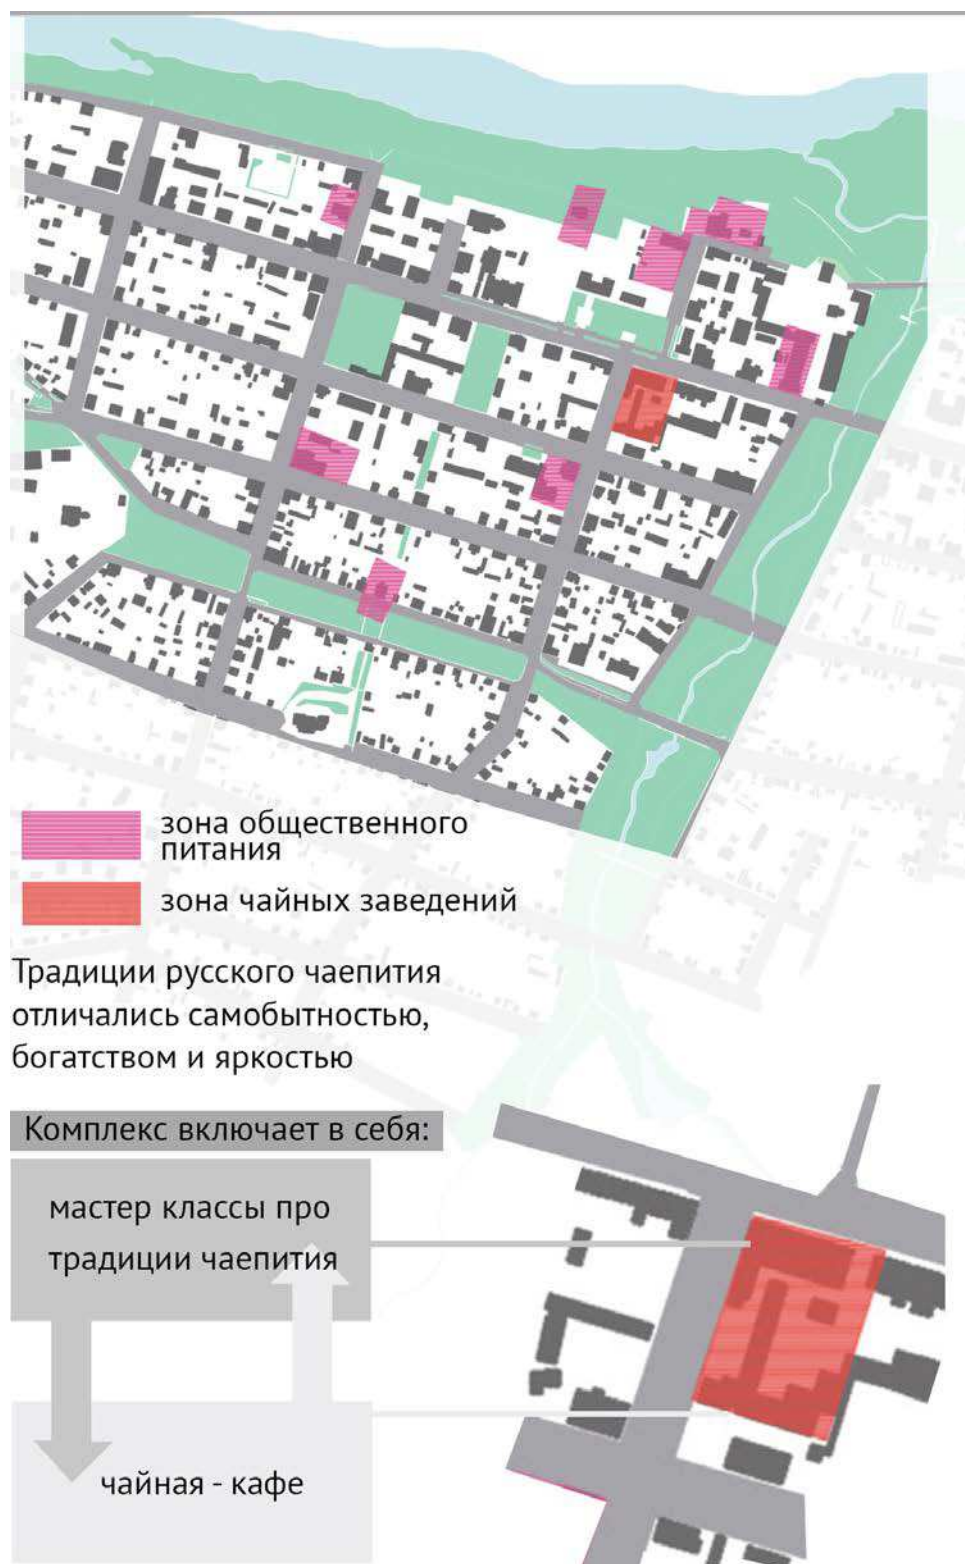 зона общественного
питания
зона чайных заведений
Традиции русского чаепития
отличались самобытностью,
богатством и яркостью
Комплекс включает в себя:
мастер классы про
традиции чаепития
чайная - кафе